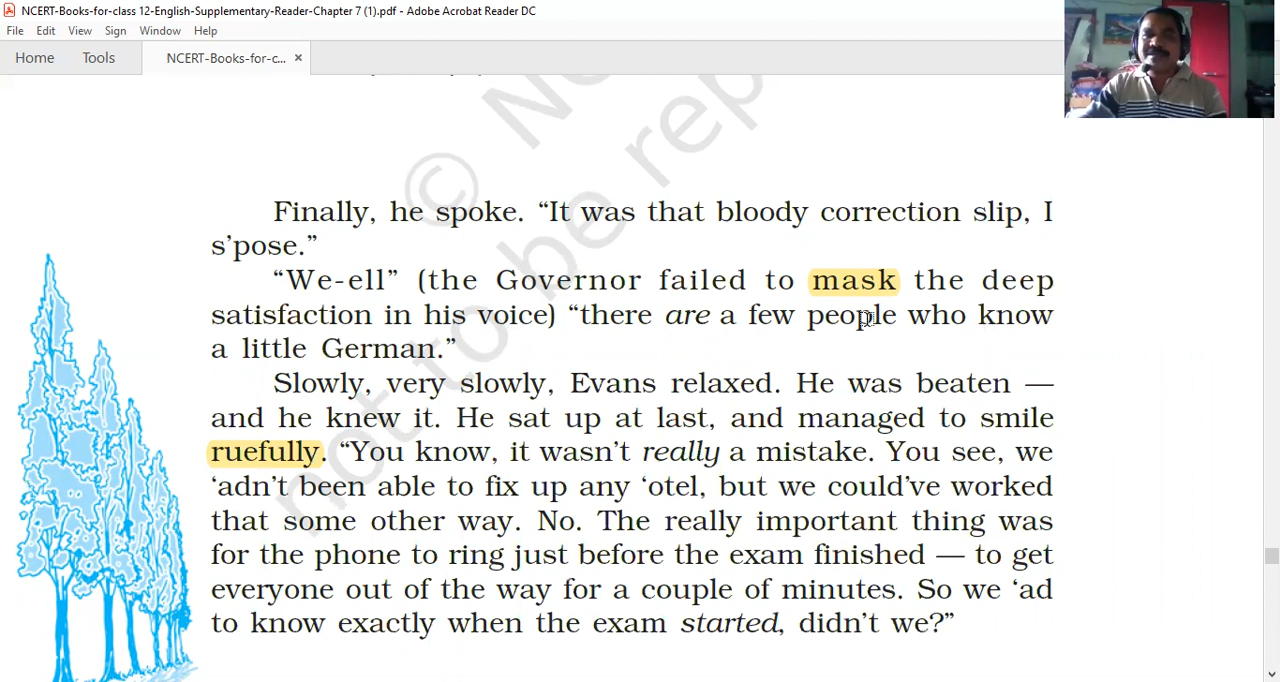 NCERT-Books-for-class 12-English-Supplementary-Reader-Chapter 7 (1).pdf - Adobe Acrobat Reader DC
File Edit View Sign Window Help
Home Tools NCERT-Books-for-c... ×
© N
not to be rep
Finally, he spoke. “It was that bloody correction slip, I
s’pose.”
“We-ell” (the Governor failed to mask the deep
satisfaction in his voice) “there are a few people who know
a little German.”
Slowly, very slowly, Evans relaxed. He was beaten —
and he knew it. He sat up at last, and managed to smile
ruefully. “You know, it wasn’t really a mistake. You see, we
‘adn’t been able to fix up any ‘otel, but we could’ve worked
that some other way. No. The really important thing was
for the phone to ring just before the exam finished — to get
everyone out of the way for a couple of minutes. So we ‘ad
to know exactly when the exam started, didn’t we?”